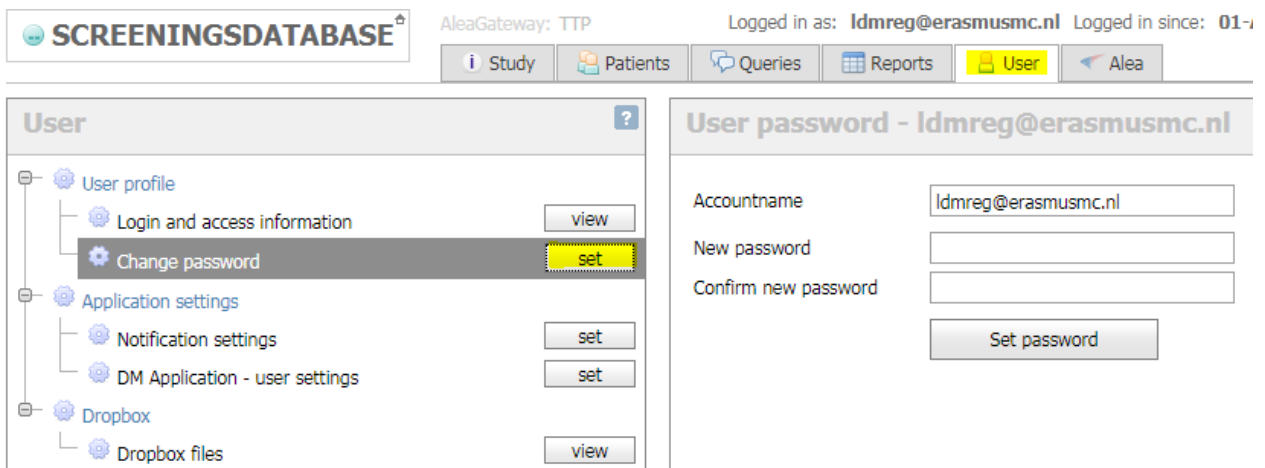 SCREENINGSDATABASE
AleaGateway: TTP
Logged in as: ldmreg@erasmusmc.nl Logged in since: 01-
Study Patients Queries Reports User Alea
User ?
User profile
Login and access information view
Change password set
Application settings
Notification settings set
DM Application - user settings set
Dropbox
Dropbox files view
User password - ldmreg@erasmusmc.nl
Accountname ldmreg@erasmusmc.nl
New password
Confirm new password
Set password